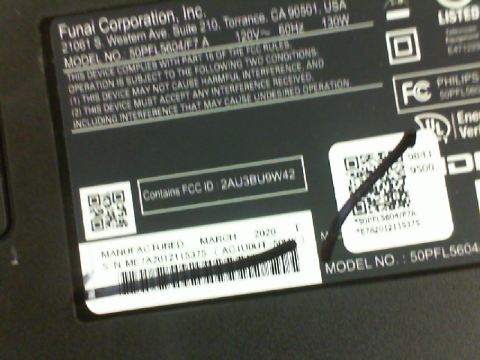 Funai Corporation, Inc.
21061 S. Western Ave. Suite 210, Torrance, CA 90501, USA
MODEL NO. 50PFL5604/F7 A 120V~ 60Hz 130W
THIS DEVICE COMPLIES WITH PART 15 OF THE FCC RULES.
OPERATION IS SUBJECT TO THE FOLLOWING TWO CONDITIONS:
(1) THIS DEVICE MAY NOT CAUSE HARMFUL INTERFERENCE, AND
(2) THIS DEVICE MUST ACCEPT ANY INTERFERENCE RECEIVED,
INCLUDING INTERFERENCE THAT MAY CAUSE UNDESIRED OPERATION.
LISTED
FC PHILIPS
50PFL5604/F7A
UL
Contains FCC ID : 2AU3BU9W42
9500
*50PFL5604/F7A
*E7A2012115375
MANUFACTURED MARCH 2020
S/N ME7A2012115375
MODEL NO. : 50PFL5604